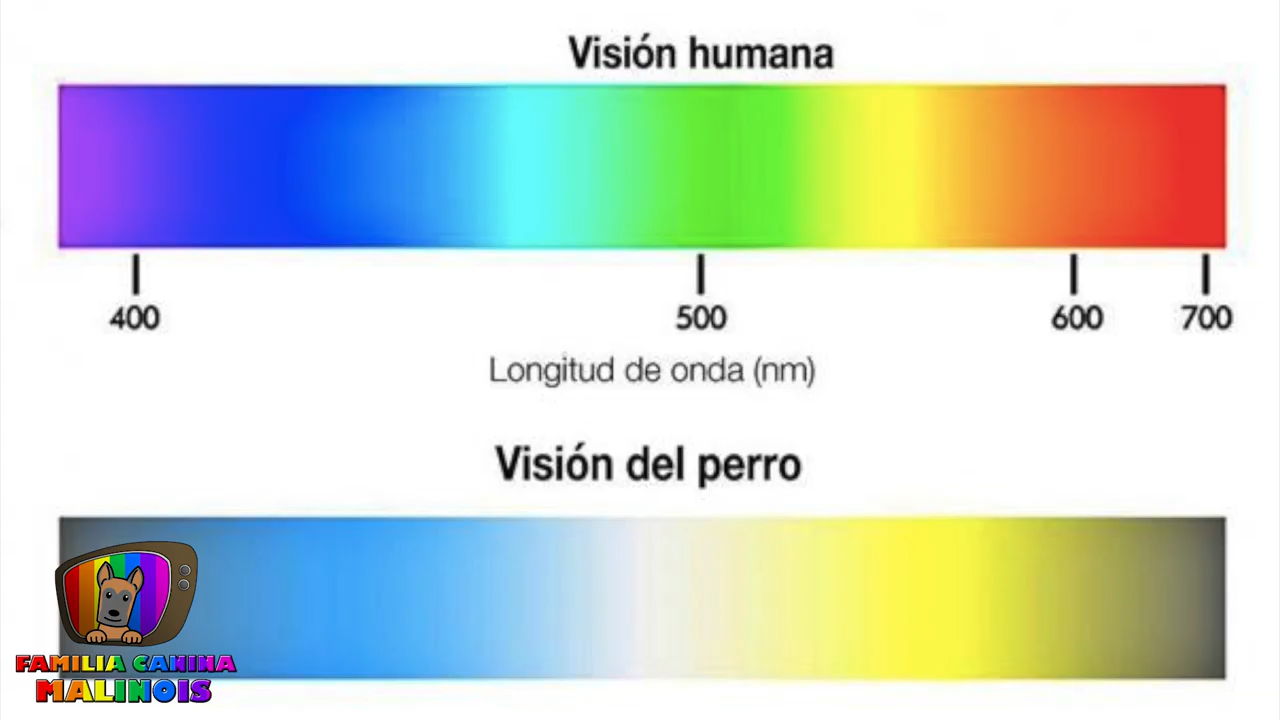 Visión humana
400 500 600 700
Longitud de onda (nm)
Visión del perro
FAMILIA CANINA
MALINOIS